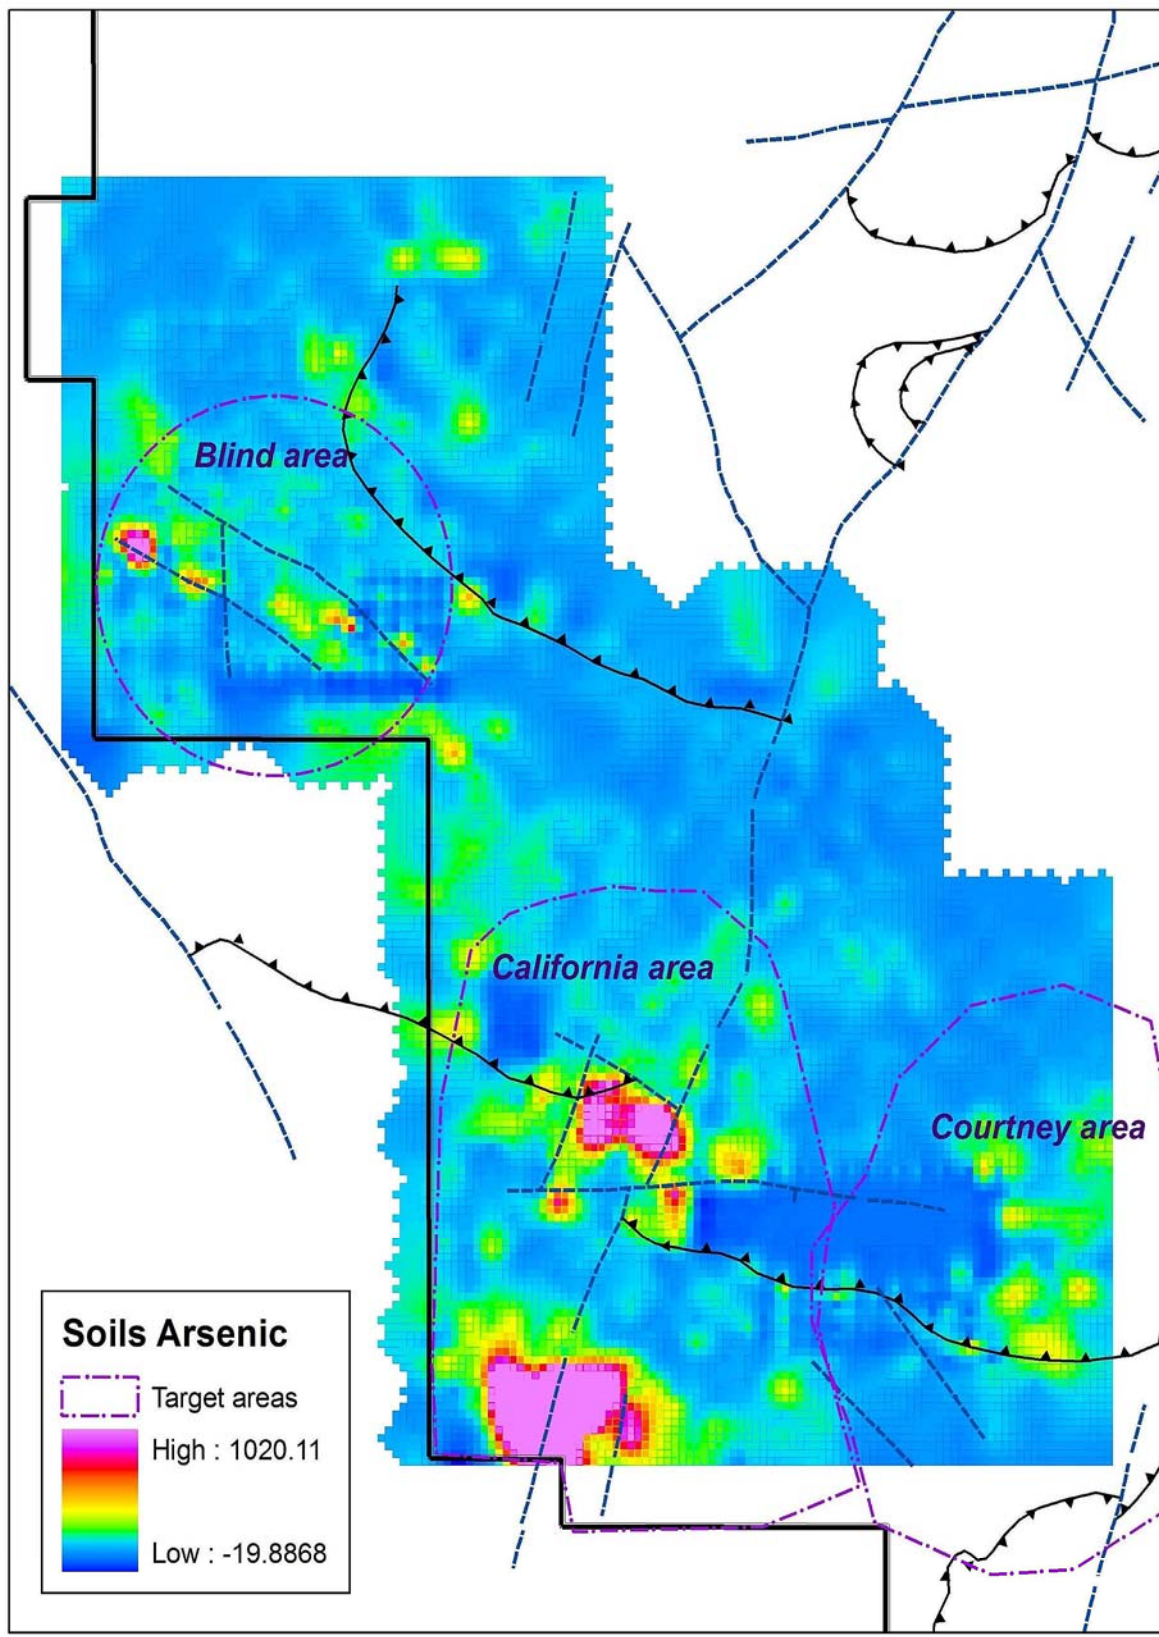 Blind area
California area
Courtney area
Soils Arsenic
Target areas
High : 1020.11
Low : -19.8868